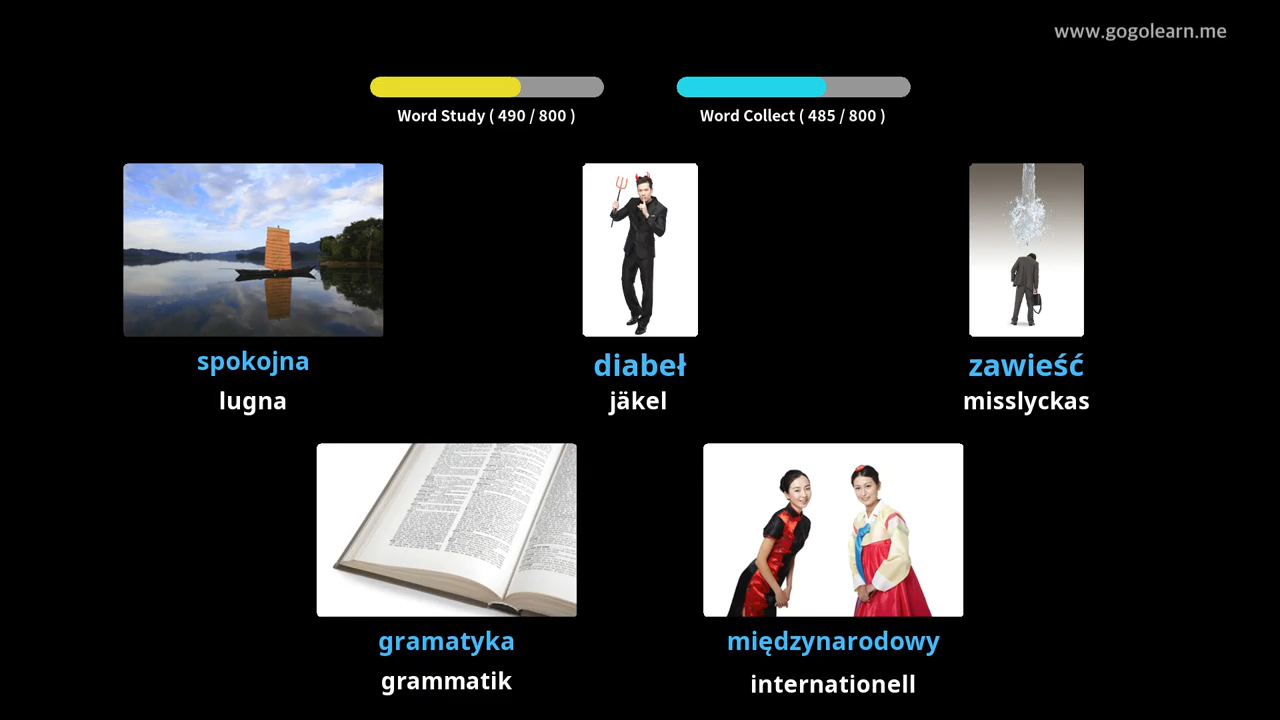 www.gogolearn.me
Word Study ( 490 / 800 )
Word Collect ( 485 / 800 )
spokojna
lugna
diabeł
jäkel
zawieść
misslyckas
gramatyka
grammatik
międzynarodowy
internationell